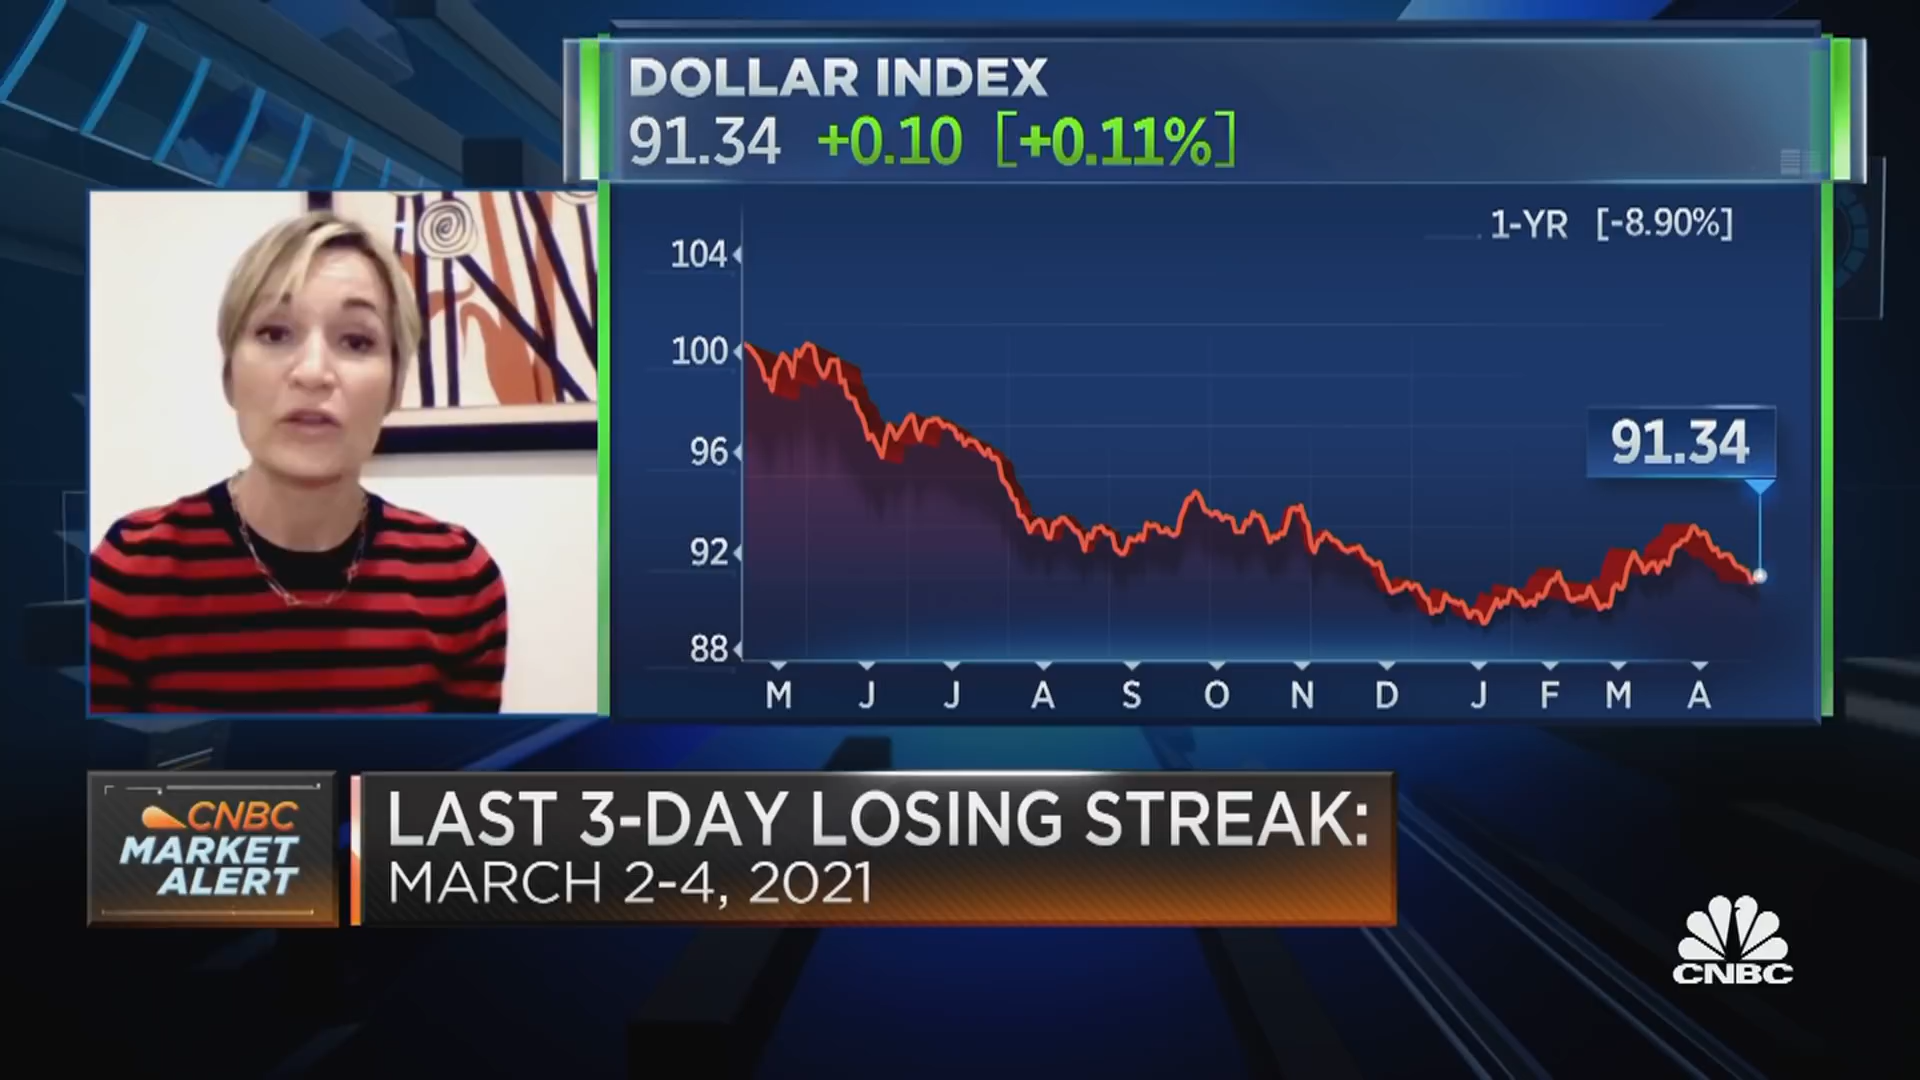 DOLLAR INDEX
91.34 +0.10 [+0.11%]
1-YR [-8.90%]
104
100
96
92
88
91.34
M J J A S O N D J F M A
CNBC
MARKET
ALERT
LAST 3-DAY LOSING STREAK:
MARCH 2-4, 2021
CNBC